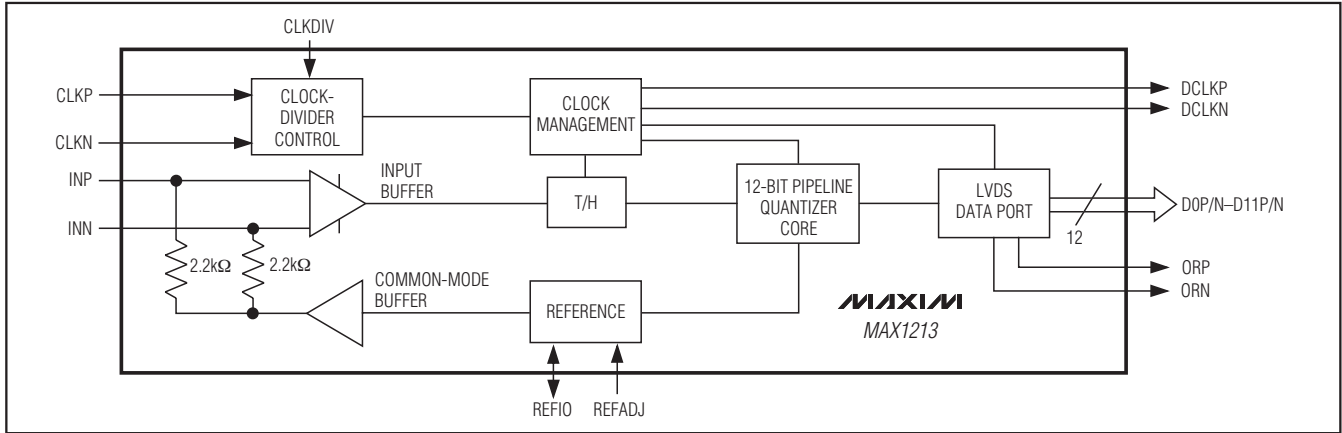 CLKDIV
CLKP
CLKN
CLOCK-
DIVIDER
CONTROL
CLOCK
MANAGEMENT
DCLKP
DCLKN
INP
INN
INPUT
BUFFER
T/H
12-BIT PIPELINE
QUANTIZER
CORE
LVDS
DATA PORT
12
D0P/N–D11P/N
2.2kΩ
2.2kΩ
COMMON-MODE
BUFFER
REFERENCE
ORP
ORN
MAXIM
MAX1213
REFIO
REFADJ